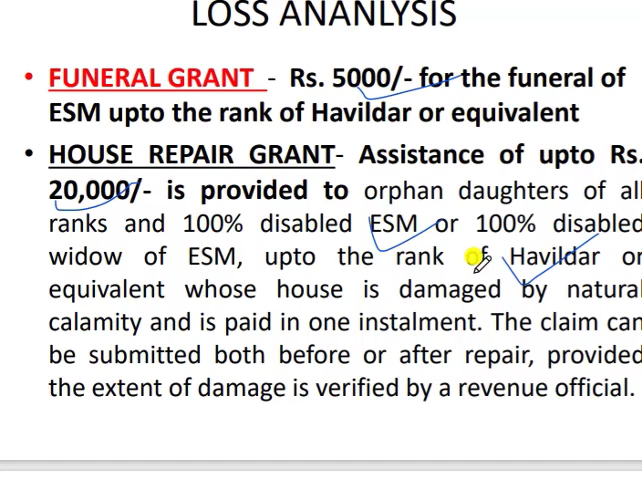 LOSS ANANLYSIS
• FUNERAL GRANT - Rs. 5000/- for the funeral of
ESM upto the rank of Havildar or equivalent
• HOUSE REPAIR GRANT- Assistance of upto Rs.
20,000/- is provided to orphan daughters of all
ranks and 100% disabled ESM or 100% disabled
widow of ESM, upto the rank of Havildar or
equivalent whose house is damaged by natural
calamity and is paid in one instalment. The claim can
be submitted both before or after repair, provided
the extent of damage is verified by a revenue official.